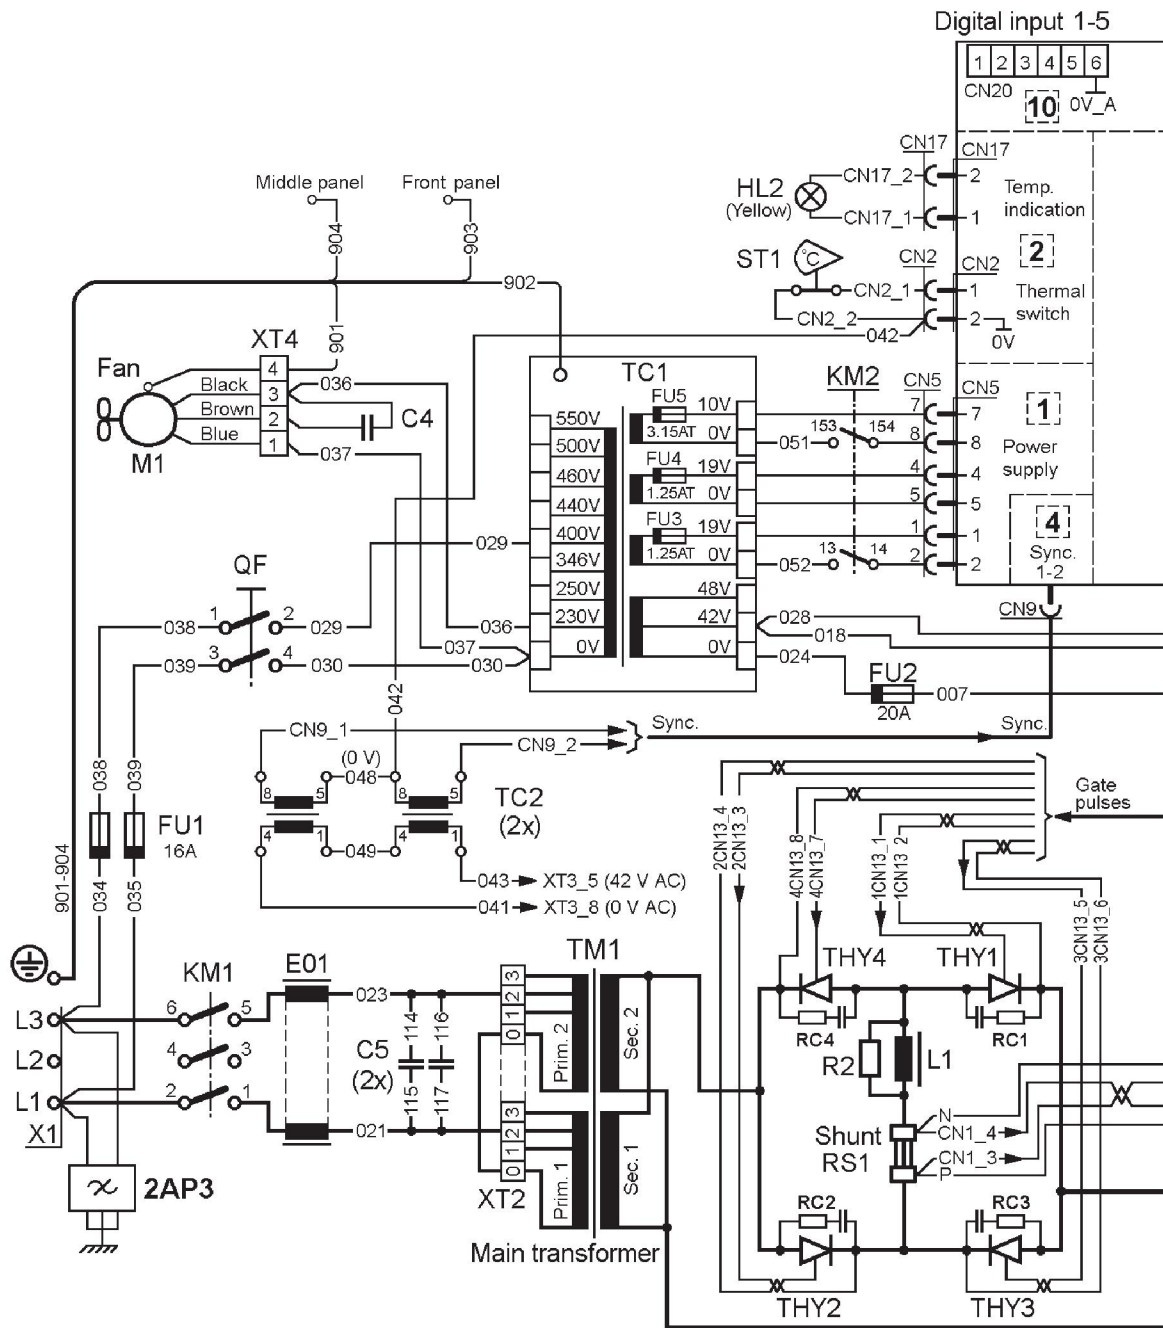 Digital input 1-5
1 2 3 4 5 6
CN20
10
0V_A
CN17
CN17
Middle panel
Front panel
HL2
(Yellow)
CN17_2
2
Temp.
indication
CN17_1
1
904
903
2
ST1
°C
CN2
CN2
902
CN2_1
1
Thermal
switch
CN2_2
2
042
0V
XT4
901
Fan
4
Black
3
036
Brown
2
C4
Blue
1
037
M1
TC1
KM2
CN5
CN5
FU5
10V
7
7
1
550V
3.15AT
0V
051
153
154
8
8
Power
supply
500V
FU4
19V
4
4
460V
1.25AT
0V
5
5
440V
FU3
19V
1
1
4
400V
029
1.25AT
0V
052
13
14
2
2
Sync.
1-2
346V
250V
48V
CN9
QF
230V
036
42V
028
018
038
1
2
029
0V
037
0V
024
039
3
4
030
030
FU2
007
20A
042
CN9_1
Sync.
Sync.
CN9_2
(0 V)
048
8
5
8
5
TC2
(2x)
4
1
4
1
049
038
039
FU1
16A
034
035
901-904
043
XT3_5 (42 V AC)
041
XT3_8 (0 V AC)
Gate
pulses
2CN13_4
2CN13_3
4CN13_8
4CN13_7
1CN13_1
1CN13_2
3CN13_5
3CN13_6
TM1
THY4
THY1
KM1
E01
L3
6
5
023
3
2
1
0
Prim. 2
Sec. 2
RC4
RC1
L2
4
3
C5
(2x)
114
116
115
117
R2
L1
L1
2
1
021
3
2
1
0
Prim. 1
Sec. 1
X1
XT2
N
CN1_4
Shunt
RS1
CN1_3
P
2AP3
RC2
RC3
Main transformer
THY2
THY3